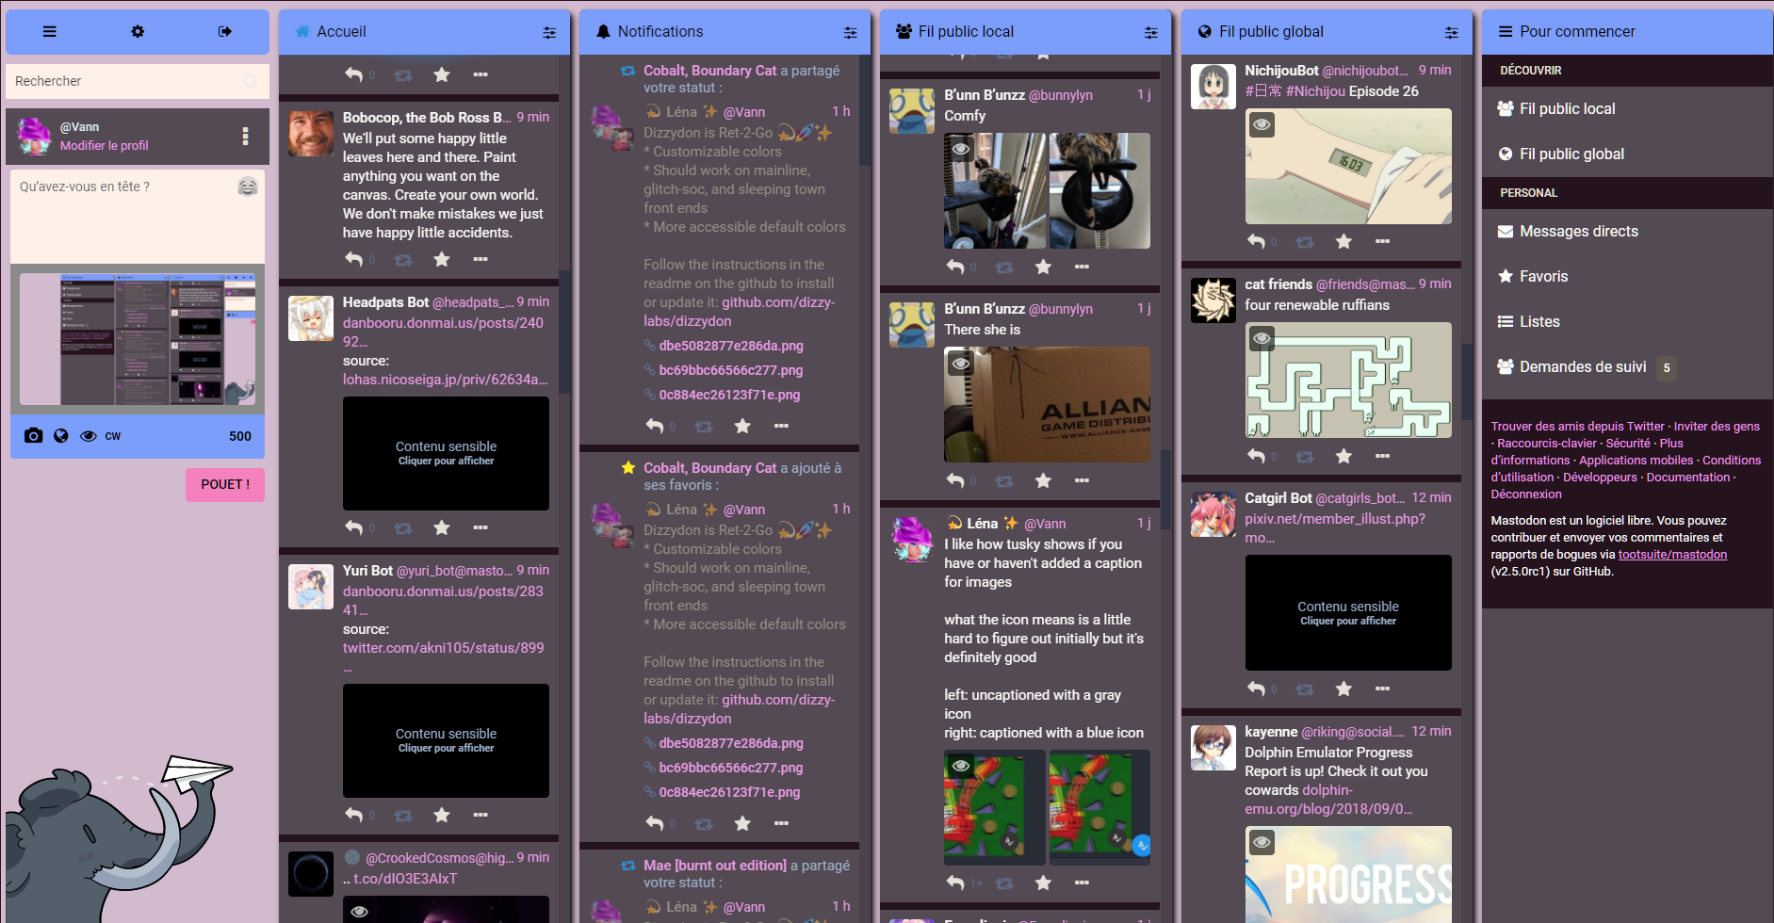 Rechercher
@Vann
Modifier le profil
Qu'avez-vous en tête ?
CW
500
POUET !
Accueil
0
Bobocop, the Bob Ross B... 9 min
We'll put some happy little
leaves here and there. Paint
anything you want on the
canvas. Create your own world.
We don't make mistakes we just
have happy little accidents.
0
Headpats Bot @headpats_... 9 min
danbooru.donmai.us/posts/240
92...
source:
lohas.nicoseiga.jp/priv/62634a...
Contenu sensible
Cliquer pour afficher
0
Yuri Bot @yuri_bot@masto... 9 min
danbooru.donmai.us/posts/283
41...
source:
twitter.com/akni105/status/899
...
Contenu sensible
Cliquer pour afficher
0
@CrookedCosmos@hig... 9 min
.. t.co/dIO3E3AIxT
Notifications
Cobalt, Boundary Cat a partagé
votre statut :
💫 Léna ✨ @Vann 1 h
Dizzydon is Ret-2-Go 💫🚀✨
* Customizable colors
* Should work on mainline,
glitch-soc, and sleeping town
front ends
* More accessible default colors
Follow the instructions in the
readme on the github to install
or update it: github.com/dizzy-
labs/dizzydon
dbe5082877e286da.png
bc69bbc66566c277.png
0c884ec26123f71e.png
0
Cobalt, Boundary Cat a ajouté à
ses favoris :
💫 Léna ✨ @Vann 1 h
Dizzydon is Ret-2-Go 💫🚀✨
* Customizable colors
* Should work on mainline,
glitch-soc, and sleeping town
front ends
* More accessible default colors
Follow the instructions in the
readme on the github to install
or update it: github.com/dizzy-
labs/dizzydon
dbe5082877e286da.png
bc69bbc66566c277.png
0c884ec26123f71e.png
0
Mae [burnt out edition] a partagé
votre statut :
💫 Léna ✨ @Vann 1 h
Fil public local
B'unn B'unzz @bunnylyn 1 j
Comfy
0
B'unn B'unzz @bunnylyn 1 j
There she is
ALLIAN
GAME DISTRIB
WWW.ALLIANCE-GAM
0
💫 Léna ✨ @Vann 1 j
I like how tusky shows if you
have or haven't added a caption
for images
what the icon means is a little
hard to figure out initially but it's
definitely good
left: uncaptioned with a gray
icon
right: captioned with a blue icon
1+
Fil public global
NichijouBot @nichijoubot... 9 min
#日常 #Nichijou Episode 26
1603
0
cat friends @friends@mas... 9 min
four renewable ruffians
0
Catgirl Bot @catgirls_bot... 12 min
pixiv.net/member_illust.php?
mo...
Contenu sensible
Cliquer pour afficher
0
kayenne @riking@social.... 12 min
Dolphin Emulator Progress
Report is up! Check it out you
cowards dolphin-
emu.org/blog/2018/09/0...
PROGRESS
Pour commencer
DÉCOUVRIR
Fil public local
Fil public global
PERSONAL
Messages directs
Favoris
Listes
Demandes de suivi 5
Trouver des amis depuis Twitter · Inviter des gens
· Raccourcis-clavier · Sécurité · Plus
d'informations · Applications mobiles · Conditions
d'utilisation · Développeurs · Documentation ·
Déconnexion
Mastodon est un logiciel libre. Vous pouvez
contribuer et envoyer vos commentaires et
rapports de bogues via tootsuite/mastodon
(v2.5.0rc1) sur GitHub.